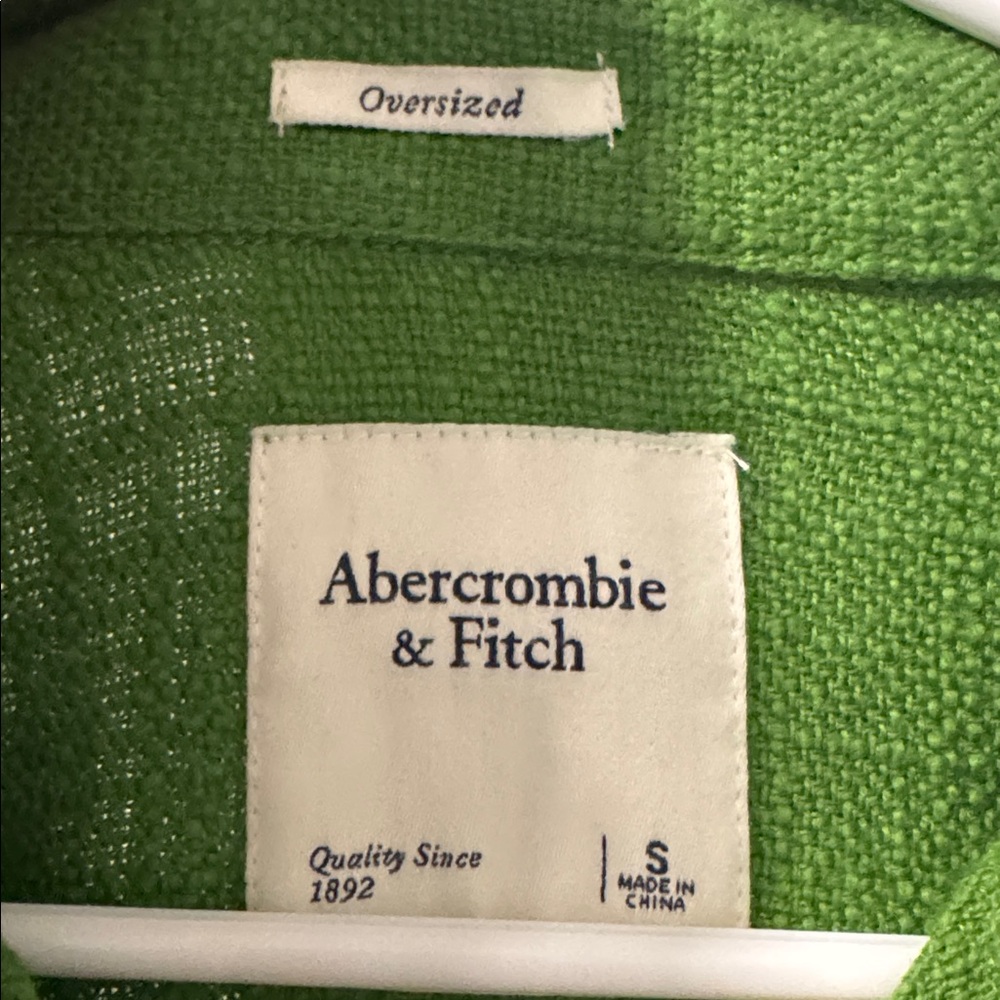 Oversized
Abercrombie
& Fitch
Quality Since
1892
S
MADE IN
CHINA